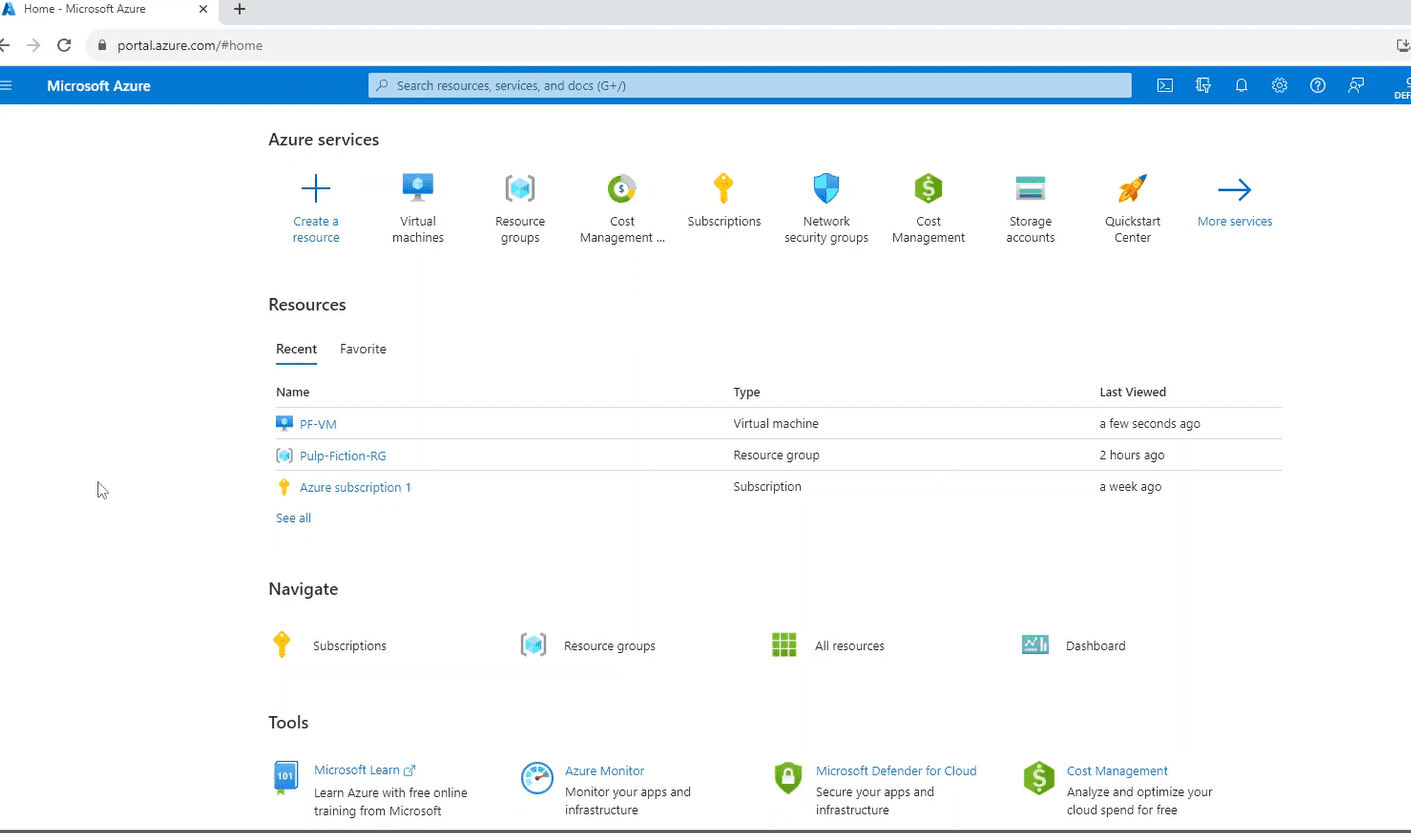 Home - Microsoft Azure
portal.azure.com/#home
Microsoft Azure
Search resources, services, and docs (G+/)
Azure services
Create a
resource
Virtual
machines
Resource
groups
Cost
Management ...
Subscriptions
Network
security groups
Cost
Management
Storage
accounts
Quickstart
Center
More services
Resources
Recent Favorite
Name Type Last Viewed
PF-VM Virtual machine a few seconds ago
Pulp-Fiction-RG Resource group 2 hours ago
Azure subscription 1 Subscription a week ago
See all
Navigate
Subscriptions Resource groups All resources Dashboard
Tools
101
Microsoft Learn
Learn Azure with free online
training from Microsoft
Azure Monitor
Monitor your apps and
infrastructure
Microsoft Defender for Cloud
Secure your apps and
infrastructure
Cost Management
Analyze and optimize your
cloud spend for free